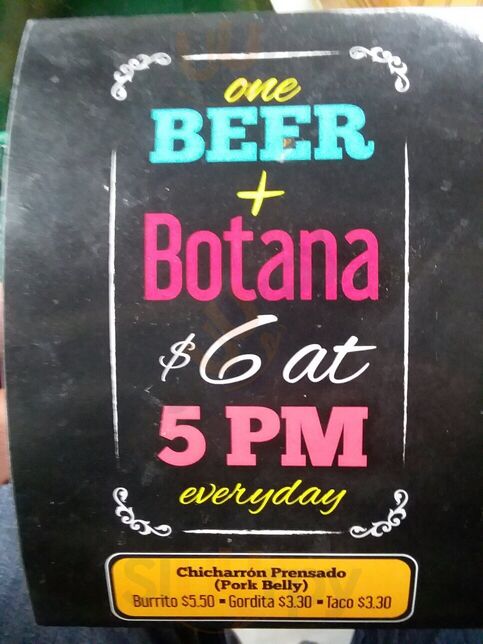 one
BEER
+
Botana
$6 at
5 PM
everyday
Chicharrón Prensado
(Pork Belly)
Burrito $5.50 ▪ Gordita $3.30 ▪ Taco $3.30